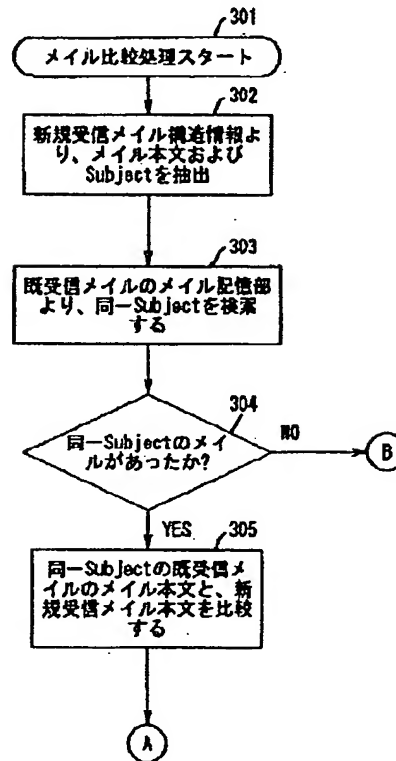 301
メイル比較処理スタート
302
新規受信メイル構造情報よ
り、メイル本文および
Subjectを抽出
303
既受信メイルのメイル記憶部
より、同一Subjectを検索
する
304
同一Subjectのメイ
ルがあったか?
NO
B
YES
305
同一Subjectの既受信メ
イルのメイル本文と、新
規受信メイル本文を比較
する
A